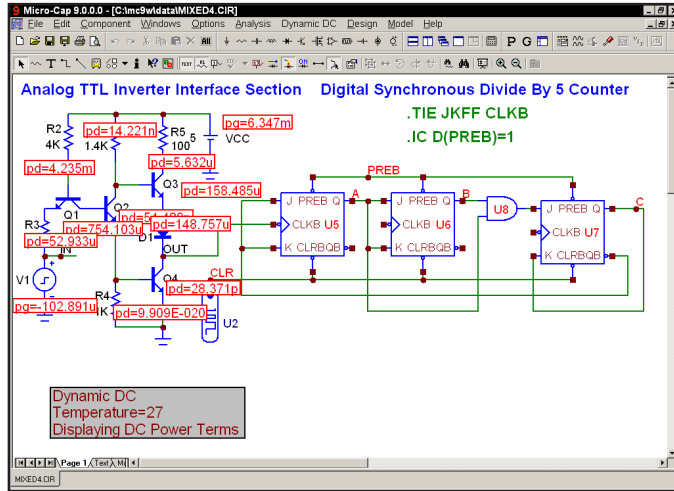 Micro-Cap 9.0.0.0 - [C:\mc9w\data\MIXED4.CIR]
File Edit Component Windows Options Analysis Dynamic DC Design Model Help
Analog TTL Inverter Interface Section Digital Synchronous Divide By 5 Counter
.TIE JKFF CLKB
.IC D(PREB)=1
R2
4K
pd=14.221n
1.4K
R5
100
5
VCC
pg=6.347m
pd=4.235m
pd=5.632u
Q3
pd=158.485u
Q1
Q2
R3
pd=754.103u
pd=148.757u
pd=52.933u
IN
D1
OUT
V1
Q4
CLR
R4
1K
pd=28.371p
pg=-102.891u
pd=9.909E-020
U2
PREB
A
B
C
J PREB Q
CLKB U5
K CLRBQB
J PREB Q
CLKB U6
K CLRBQB
U8
J PREB Q
CLKB U7
K CLRBQB
Dynamic DC
Temperature=27
Displaying DC Power Terms
Page 1
Text
MIXED4.CIR